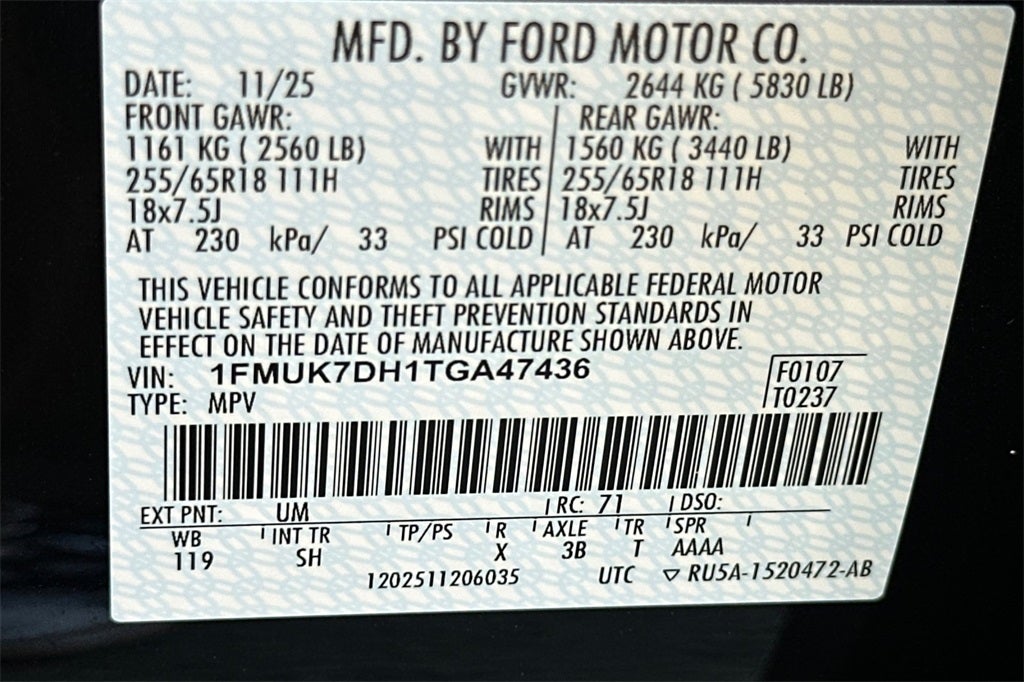 MFD. BY FORD MOTOR CO.
DATE: 11/25 GVWR: 2644 KG ( 5830 LB)
FRONT GAWR: REAR GAWR:
1161 KG ( 2560 LB) WITH 1560 KG ( 3440 LB) WITH
255/65R18 111H TIRES 255/65R18 111H TIRES
18x7.5J RIMS 18x7.5J RIMS
AT 230 kPa/ 33 PSI COLD AT 230 kPa/ 33 PSI COLD
THIS VEHICLE CONFORMS TO ALL APPLICABLE FEDERAL MOTOR
VEHICLE SAFETY AND THEFT PREVENTION STANDARDS IN
EFFECT ON THE DATE OF MANUFACTURE SHOWN ABOVE.
VIN: 1FMUK7DH1TGA47436 F0107
TYPE: MPV T0237
EXT PNT: UM RC: 71 DSO:
WB INT TR TP/PS R AXLE TR SPR
119 SH X 3B T AAAA
1202511206035 UTC ▽ RU5A-1520472-AB